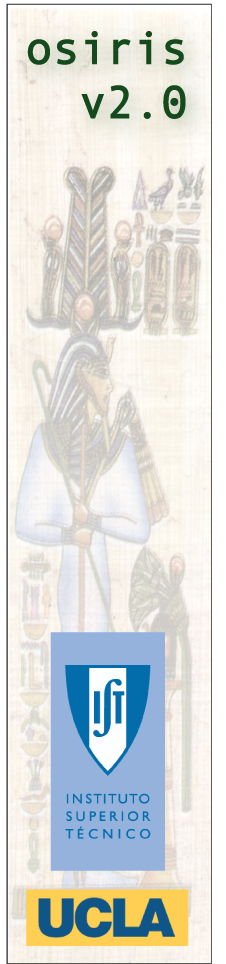 osiris
v2.0
IST
INSTITUTO
SUPERIOR
TÉCNICO
UCLA